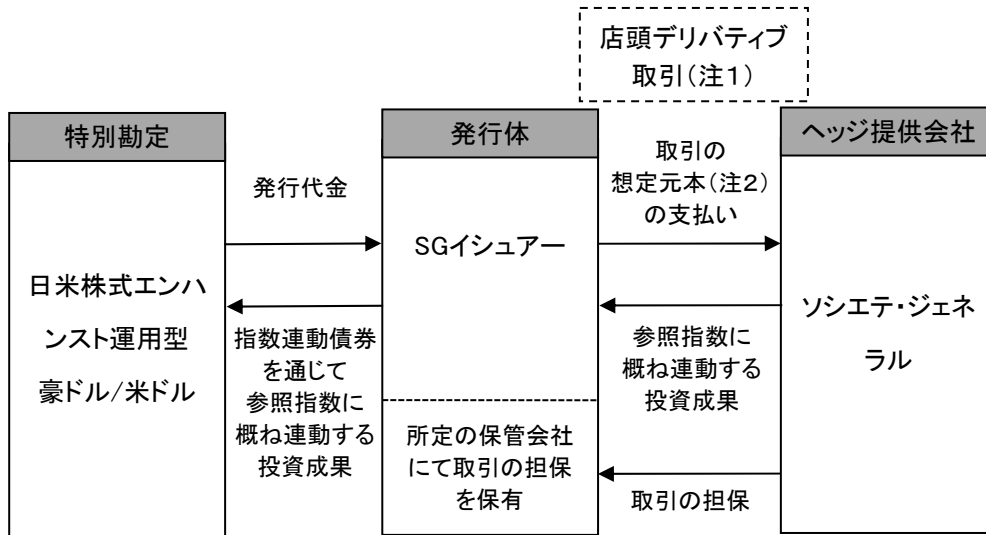 店頭デリバティブ
取引(注1)
特別勘定
日米株式エンハ
ンスト運用型
豪ドル/米ドル
発行代金
指数連動債券
を通じて
参照指数に
概ね連動する
投資成果
発行体
SGイシュアー
所定の保管会社
にて取引の担保
を保有
取引の
想定元本(注2)
の支払い
参照指数に
概ね連動する
投資成果
取引の担保
ヘッジ提供会社
ソシエテ・ジェネ
ラル